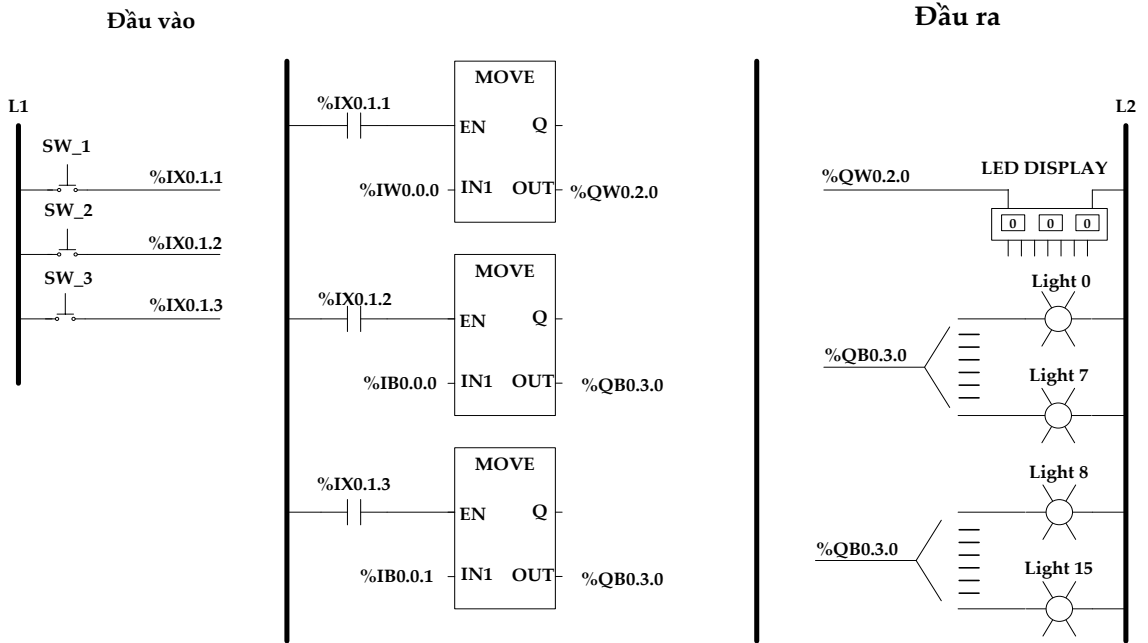 Đầu vào
Đầu ra
L1
SW_1
%IX0.1.1
SW_2
%IX0.1.2
SW_3
%IX0.1.3
MOVE
%IX0.1.1
EN Q
%IW0.0.0 IN1 OUT %QW0.2.0
MOVE
%IX0.1.2
EN Q
%IB0.0.0 IN1 OUT %QB0.3.0
MOVE
%IX0.1.3
EN Q
%IB0.0.1 IN1 OUT %QB0.3.0
L2
%QW0.2.0 LED DISPLAY
0 0 0
Light 0
%QB0.3.0
Light 7
Light 8
%QB0.3.0
Light 15